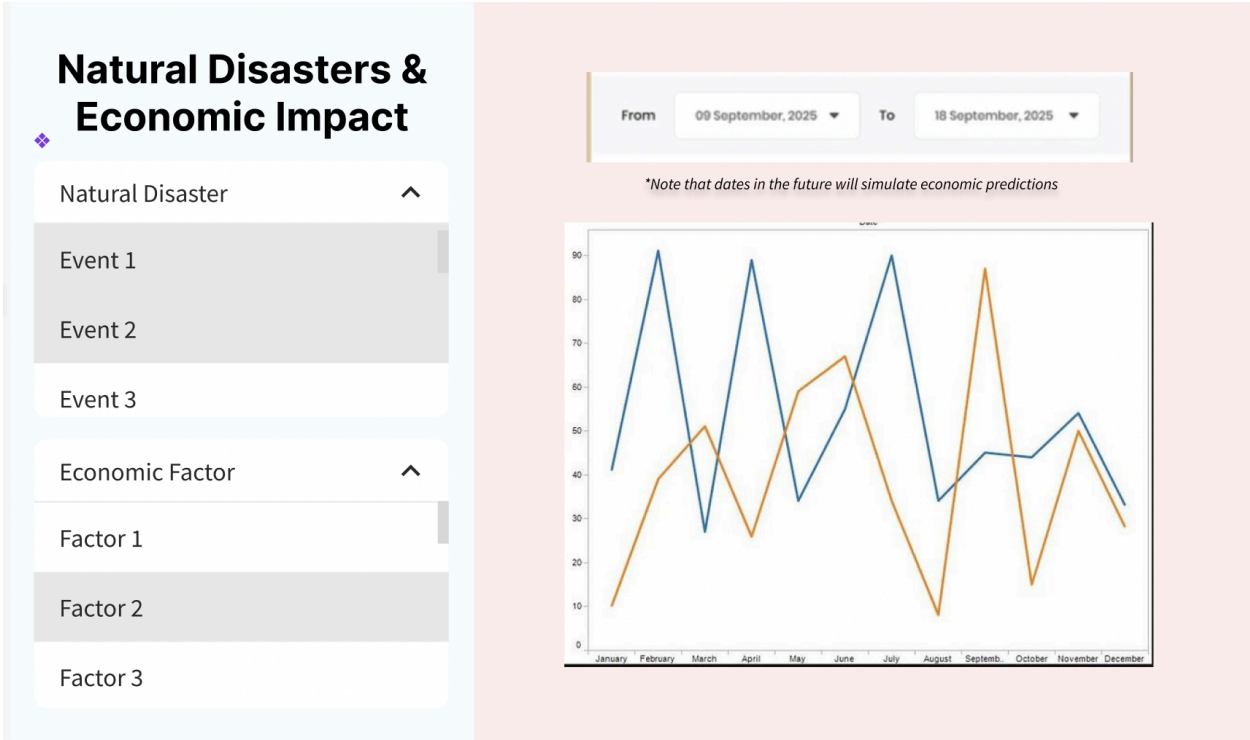 Natural Disasters &
Economic Impact
Natural Disaster
Event 1
Event 2
Event 3
Economic Factor
Factor 1
Factor 2
Factor 3
From 09 September, 2025 To 18 September, 2025
*Note that dates in the future will simulate economic predictions
90
80
70
60
50
40
30
20
10
0
January February March April May June July August Septemb.. October November December